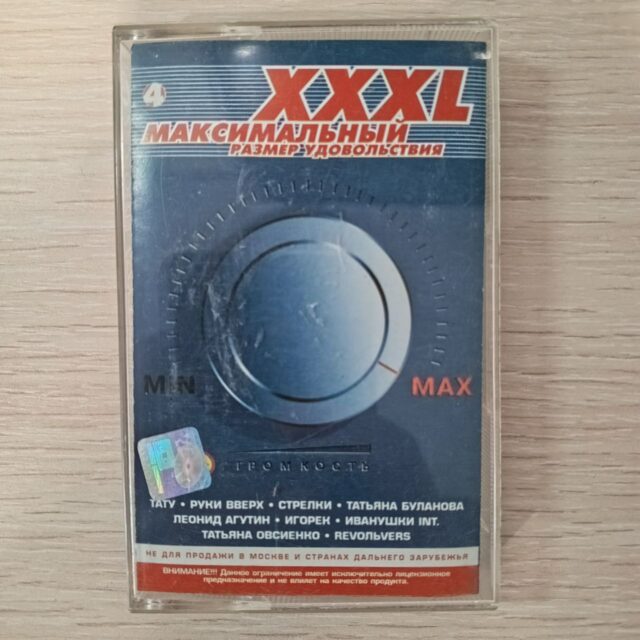 4
XXXL
МАКСИМАЛЬНЫЙ
РАЗМЕР УДОВОЛЬСТВИЯ
MIN
MAX
ГРОМКОСТЬ
ТАТУ • РУКИ ВВЕРХ • СТРЕЛКИ • ТАТЬЯНА БУЛАНОВА
ЛЕОНИД АГУТИН • ИГОРЕК • ИВАНУШКИ INT.
ТАТЬЯНА ОВСИЕНКО • REVOЛЬVERS
НЕ ДЛЯ ПРОДАЖИ В МОСКВЕ И СТРАНАХ ДАЛЬНЕГО ЗАРУБЕЖЬЯ
ВНИМАНИЕ!!! Данное ограничение имеет исключительно лицензионное
предназначение и не влияет на качество продукта.